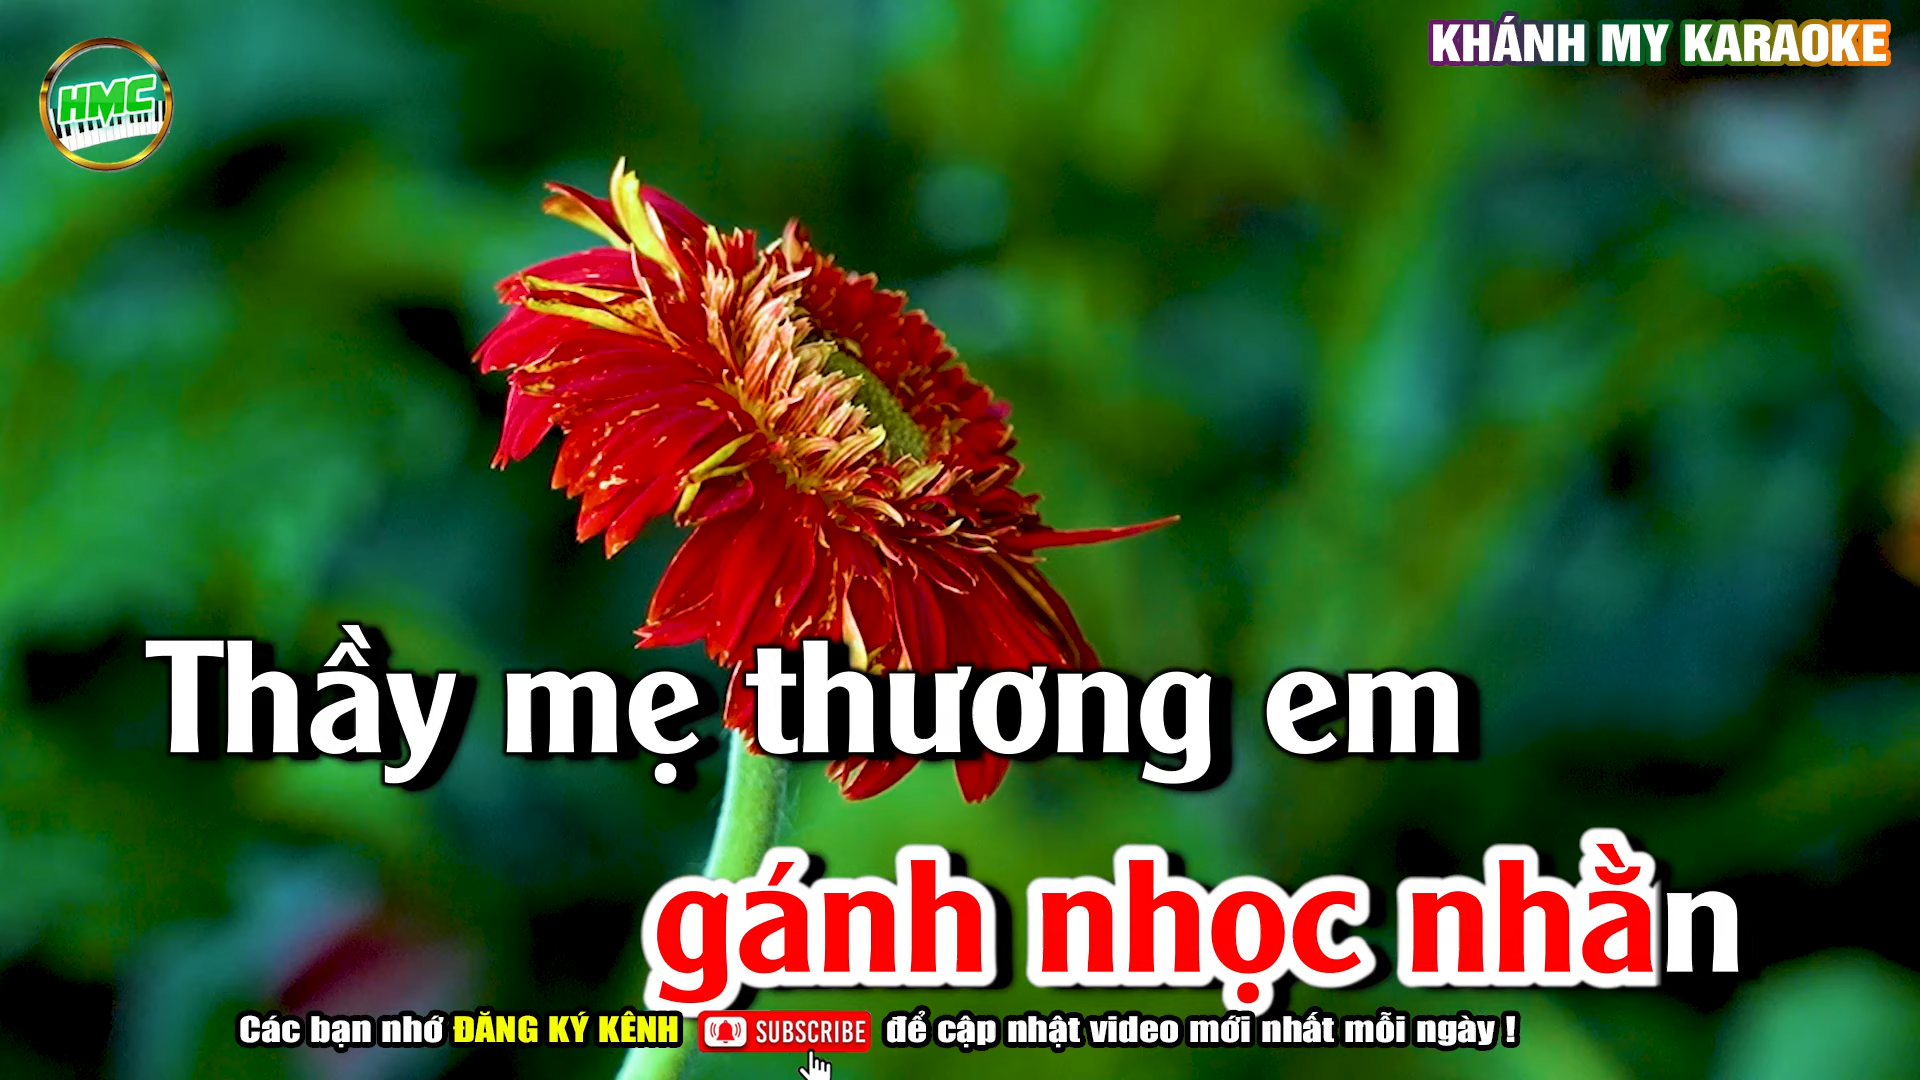 HMC
KHÁNH MY KARAOKE
Thầy mẹ thương em
gánh nhọc nhằn
Các bạn nhớ ĐĂNG KÝ KÊNH SUBSCRIBE để cập nhật video mới nhất mỗi ngày !